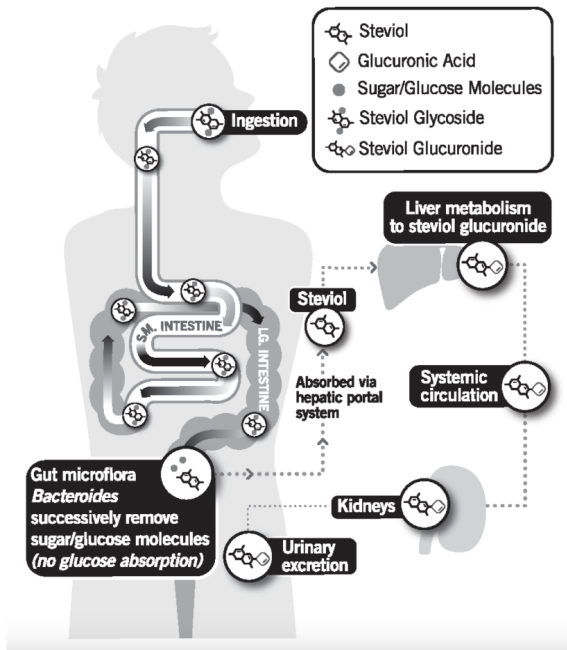 Steviol
Glucuronic Acid
Sugar/Glucose Molecules
Steviol Glycoside
Steviol Glucuronide
Ingestion
Liver metabolism
to steviol glucuronide
Steviol
S.M. INTESTINE
LG. INTESTINE
Absorbed via
hepatic portal
system
Systemic
circulation
Gut microflora
Bacteroides
successively remove
sugar/glucose molecules
(no glucose absorption)
Kidneys
Urinary
excretion